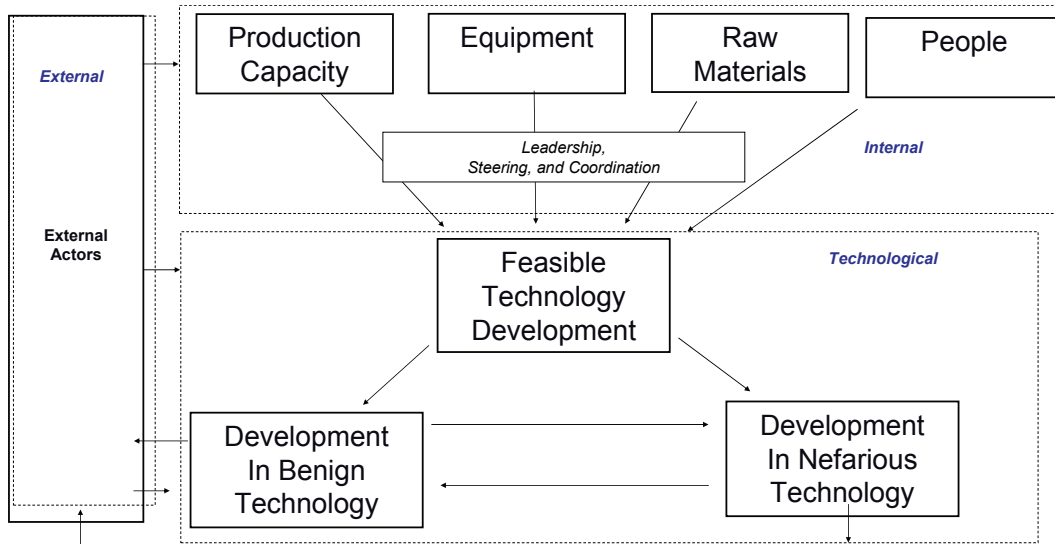 External
External
Actors
Production
Capacity
Equipment
Raw
Materials
People
Leadership,
Steering, and Coordination
Internal
Technological
Feasible
Technology
Development
Development
In Benign
Technology
Development
In Nefarious
Technology